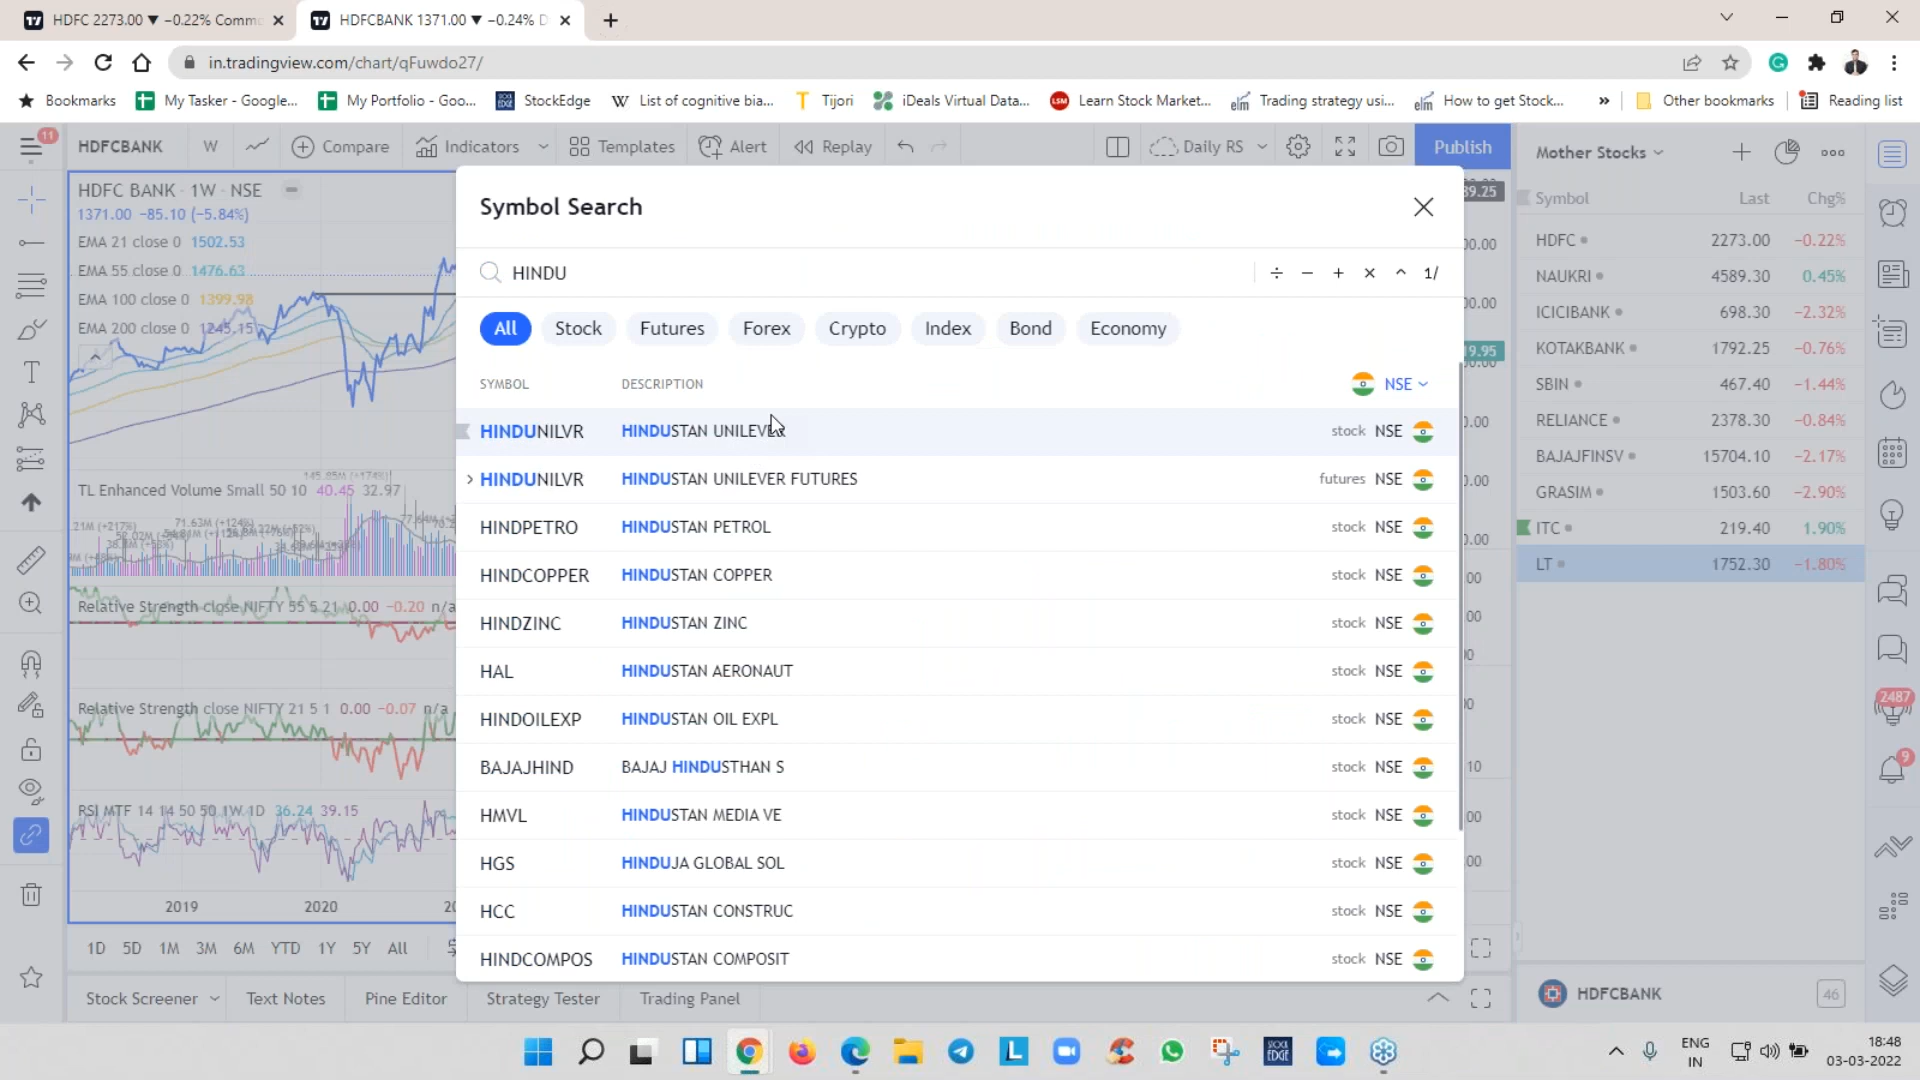 HDFC 2273.00 ▼ −0.22% Commo
HDFCBANK 1371.00 ▼ −0.24% D
in.tradingview.com/chart/qFuwdo27/
Bookmarks My Tasker - Google... My Portfolio - Goo... StockEdge List of cognitive bia... Tijori iDeals Virtual Data... Learn Stock Market... Trading strategy usi... How to get Stock... » Other bookmarks Reading list
11 HDFCBANK W Compare Indicators Templates Alert Replay Daily RS Publish Mother Stocks
HDFC BANK · 1W · NSE
1371.00 −85.10 (−5.84%)
EMA 21 close 0 1502.53
EMA 55 close 0 1476.63
EMA 100 close 0 1399.98
EMA 200 close 0 1245.15
145.85M (+174%)
TL Enhanced Volume Small 50 10 40.45 32.97
Relative Strength close NIFTY 55 5 21 0.00 −0.20 n/a
Relative Strength close NIFTY 21 5 1 0.00 −0.07 n/a
RSI MTF 14 14 50 50 1W 1D 36.24 39.15
2019 2020
1D 5D 1M 3M 6M YTD 1Y 5Y All
Stock Screener Text Notes Pine Editor Strategy Tester Trading Panel
Symbol Search
HINDU ÷ − + × ^ 1/
All Stock Futures Forex Crypto Index Bond Economy
SYMBOL DESCRIPTION NSE
HINDUNILVR HINDUSTAN UNILEVER stock NSE
HINDUNILVR HINDUSTAN UNILEVER FUTURES futures NSE
HINDPETRO HINDUSTAN PETROL stock NSE
HINDCOPPER HINDUSTAN COPPER stock NSE
HINDZINC HINDUSTAN ZINC stock NSE
HAL HINDUSTAN AERONAUT stock NSE
HINDOILEXP HINDUSTAN OIL EXPL stock NSE
BAJAJHIND BAJAJ HINDUSTHAN S stock NSE
HMVL HINDUSTAN MEDIA VE stock NSE
HGS HINDUJA GLOBAL SOL stock NSE
HCC HINDUSTAN CONSTRUC stock NSE
HINDCOMPOS HINDUSTAN COMPOSIT stock NSE
Symbol Last Chg%
HDFC 2273.00 −0.22%
NAUKRI 4589.30 0.45%
ICICIBANK 698.30 −2.32%
KOTAKBANK 1792.25 −0.76%
SBIN 467.40 −1.44%
RELIANCE 2378.30 −0.84%
BAJAJFINSV 15704.10 −2.17%
GRASIM 1503.60 −2.90%
ITC 219.40 1.90%
LT 1752.30 −1.80%
2487
9
HDFCBANK 46
STOCK EDGE
ENG
IN
18:48
03-03-2022